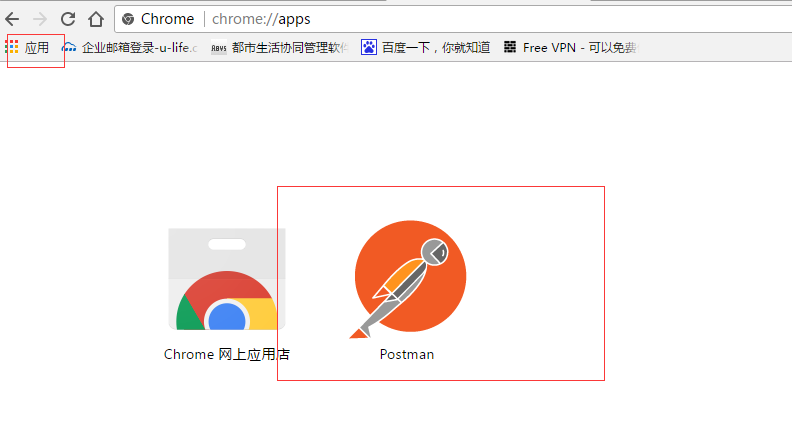 Chrome chrome://apps
应用 企业邮箱登录-u-life.c 都市生活协同管理软件 百度一下，你就知道 Free VPN - 可以免费
Chrome 网上应用店 Postman